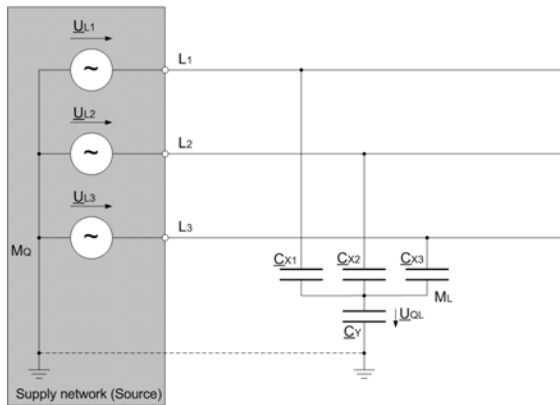 UL1
L1
~
UL2
L2
~
UL3
L3
~
MQ
CX1
CX2
CX3
ML
UQL
CY
Supply network (Source)